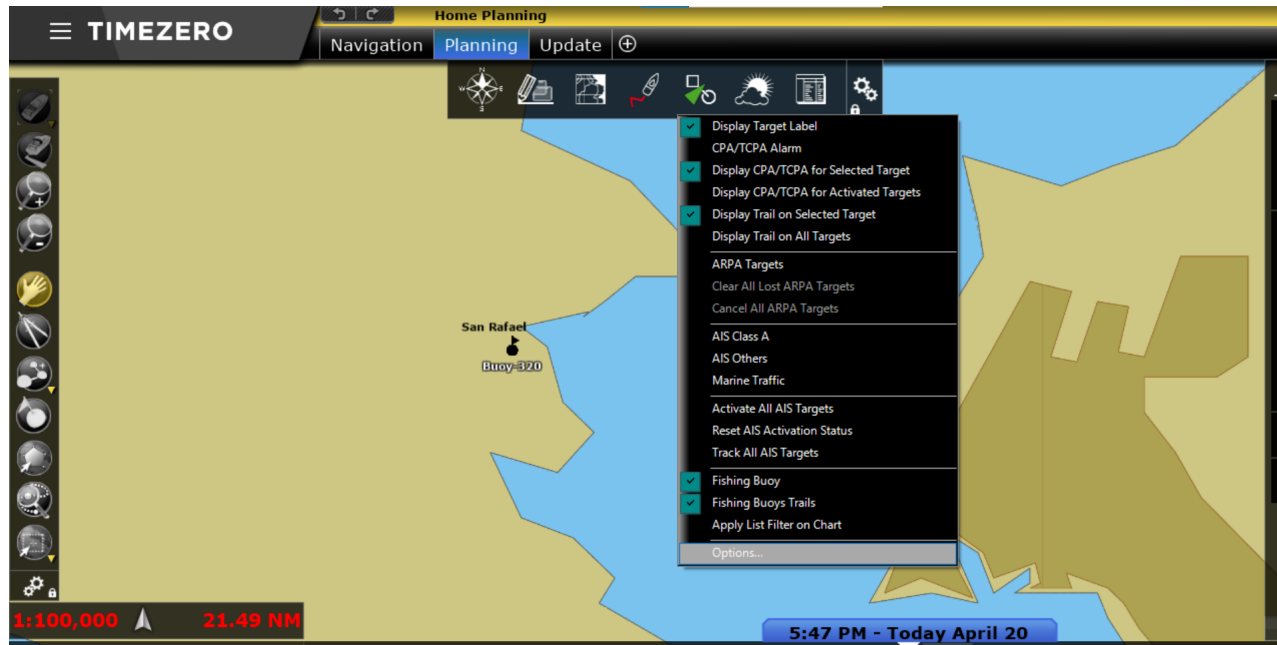 Home Planning
TIMEZERO
Navigation Planning Update
N
W E
S
Display Target Label
CPA/TCPA Alarm
Display CPA/TCPA for Selected Target
Display CPA/TCPA for Activated Targets
Display Trail on Selected Target
Display Trail on All Targets
ARPA Targets
Clear All Lost ARPA Targets
Cancel All ARPA Targets
AIS Class A
AIS Others
Marine Traffic
Activate All AIS Targets
Reset AIS Activation Status
Track All AIS Targets
Fishing Buoy
Fishing Buoys Trails
Apply List Filter on Chart
Options...
San Rafael
Buoy-320
1:100,000 21.49 NM
5:47 PM - Today April 20